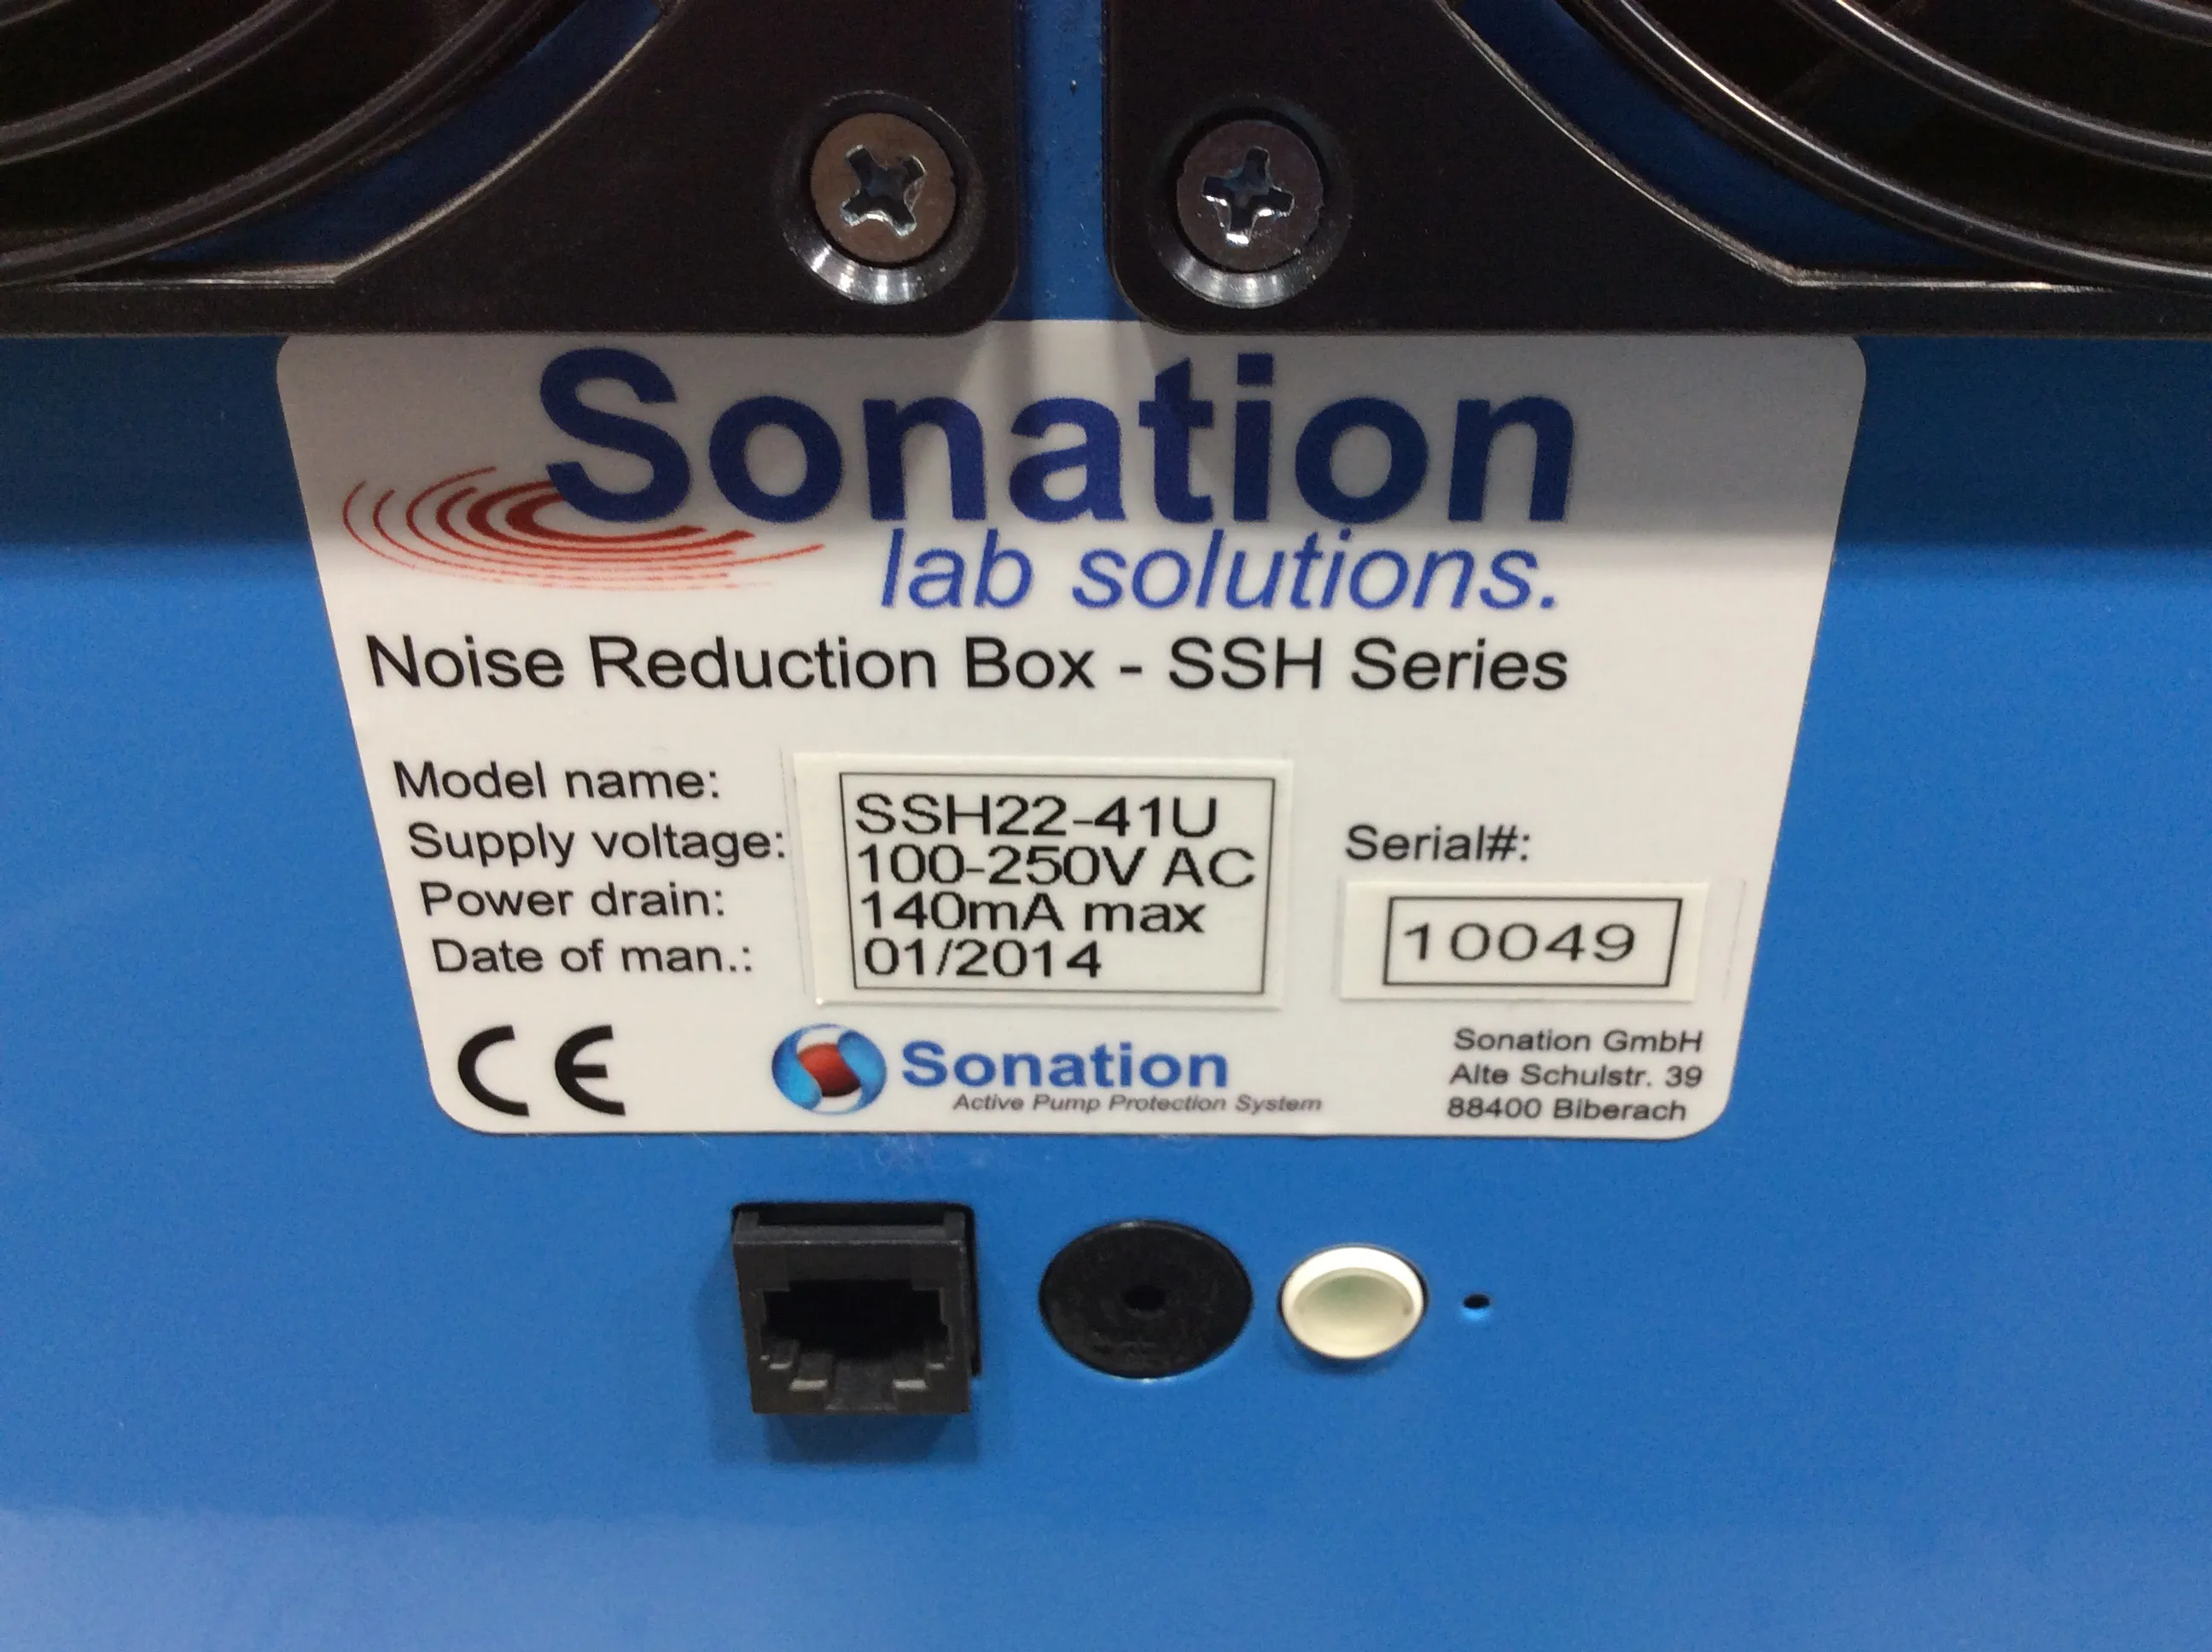 Sonation
lab solutions.
Noise Reduction Box - SSH Series
Model name: SSH22-41U
Supply voltage: 100-250V AC
Power drain: 140mA max
Date of man.: 01/2014
Serial#:
10049
CE
Sonation
Active Pump Protection System
Sonation GmbH
Alte Schulstr. 39
88400 Biberach